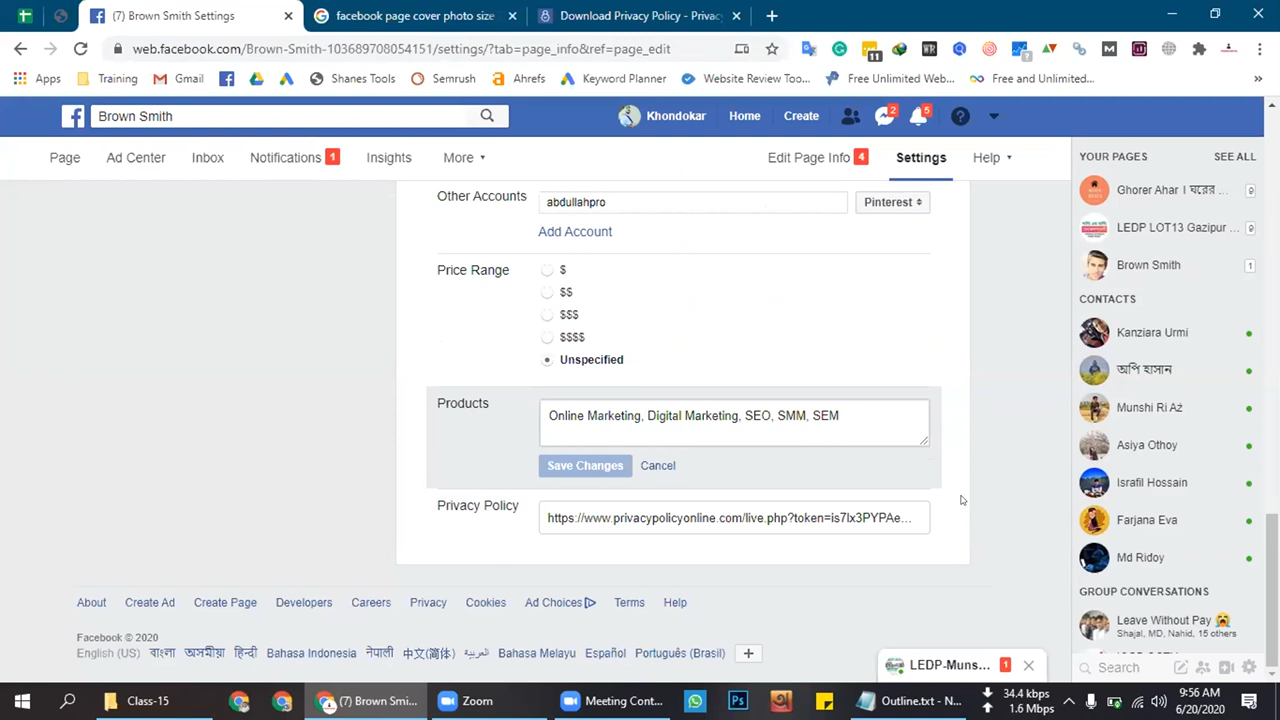 (7) Brown Smith Settings
facebook page cover photo size
Download Privacy Policy - Privac
web.facebook.com/Brown-Smith-103689708054151/settings/?tab=page_info&ref=page_edit
11
Apps
Training
Gmail
Shanes Tools
Semrush
Ahrefs
Keyword Planner
Website Review Too...
Free Unlimited Web...
Free and Unlimited...
Brown Smith
Khondokar
Home
Create
2
5
Page
Ad Center
Inbox
Notifications 1
Insights
More
Edit Page Info 4
Settings
Help
Other Accounts
abdullahpro
Pinterest
Add Account
Price Range
$
$$
$$$
$$$$
Unspecified
Products
Online Marketing, Digital Marketing, SEO, SMM, SEM
Save Changes
Cancel
Privacy Policy
https://www.privacypolicyonline.com/live.php?token=is7Ix3PYPAe...
YOUR PAGES
SEE ALL
Ghorer Ahar । ঘরের ...
9
LEDP LOT13 Gazipur ...
9
Brown Smith
1
CONTACTS
Kanziara Urmi
অপি হাসান
Munshi Ri Aż
Asiya Othoy
Israfil Hossain
Farjana Eva
Md Ridoy
GROUP CONVERSATIONS
Leave Without Pay
Shajal, MD, Nahid, 15 others
Search
About
Create Ad
Create Page
Developers
Careers
Privacy
Cookies
Ad Choices
Terms
Help
Facebook © 2020
English (US)
বাংলা
অসমীয়া
हिन्दी
Bahasa Indonesia
नेपाली
中文(简体)
العربية
Bahasa Melayu
Español
Português (Brasil)
LEDP-Muns...
1
Class-15
(7) Brown Smi...
Zoom
Meeting Cont...
Outline.txt - N...
34.4 kbps
1.6 Mbps
9:56 AM
6/20/2020